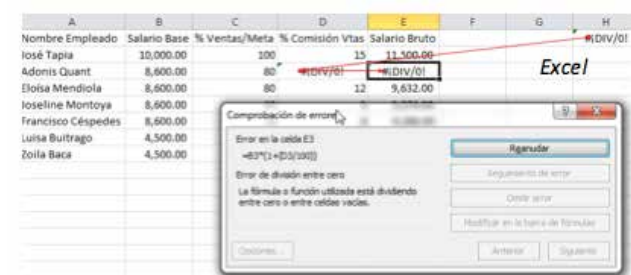 A B C D E F G H
Nombre Empleado Salario Base % Ventas/Meta % Comisión Vtas Salario Bruto #¡DIV/0!
José Tapia 10,000.00 100 15 11,500.00
Adonis Quant 8,600.00 80 #¡DIV/0! #¡DIV/0! Excel
Eloísa Mendiola 8,600.00 80 12 9,632.00
Joseline Montoya 8,600.00
Francisco Céspedes 8,600.00
Luisa Buitrago 4,500.00
Zoila Baca 4,500.00
Comprobación de errores
Error en la celda E3
=B3*(1+(D3/100))
Error de división entre cero
La fórmula o función utilizada está dividiendo
entre cero o entre celdas vacías.
Reanudar
Seguimiento de error
Omitir error
Modificar en la barra de fórmulas
Opciones...
Anterior
Siguiente